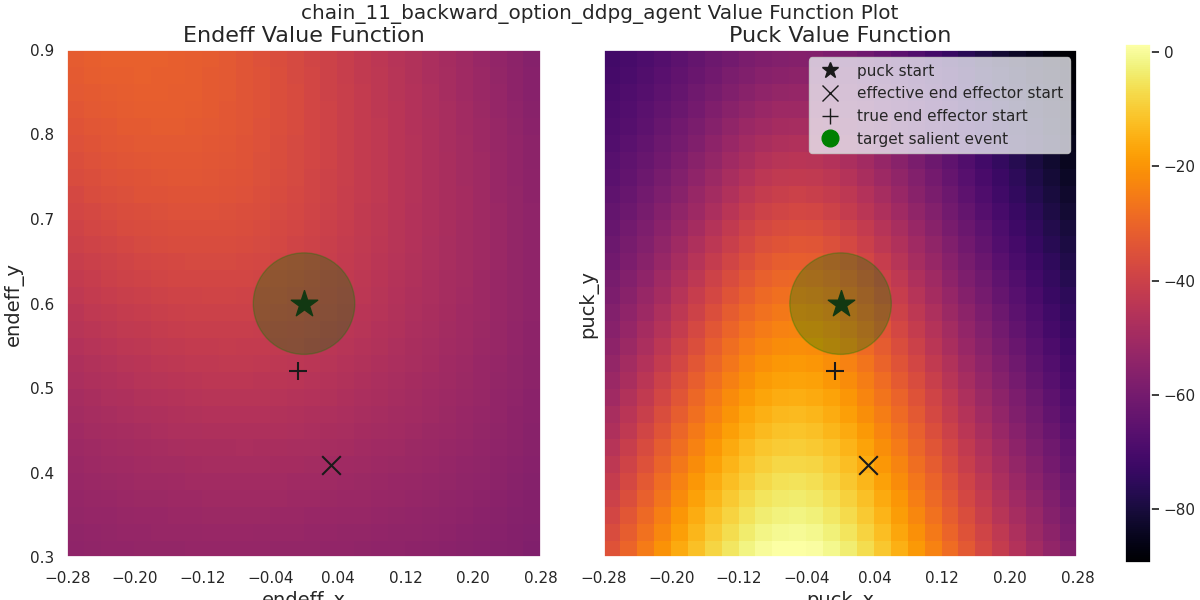 chain_11_backward_option_ddpg_agent Value Function Plot
Endeff Value Function
Puck Value Function
0.9
0.8
0.7
0.6
0.5
0.4
0.3
endeff_y
−0.28 −0.20 −0.12 −0.04 0.04 0.12 0.20 0.28
endeff_x
puck_y
puck start
effective end effector start
true end effector start
target salient event
−0.28 −0.20 −0.12 −0.04 0.04 0.12 0.20 0.28
puck_x
0
−20
−40
−60
−80